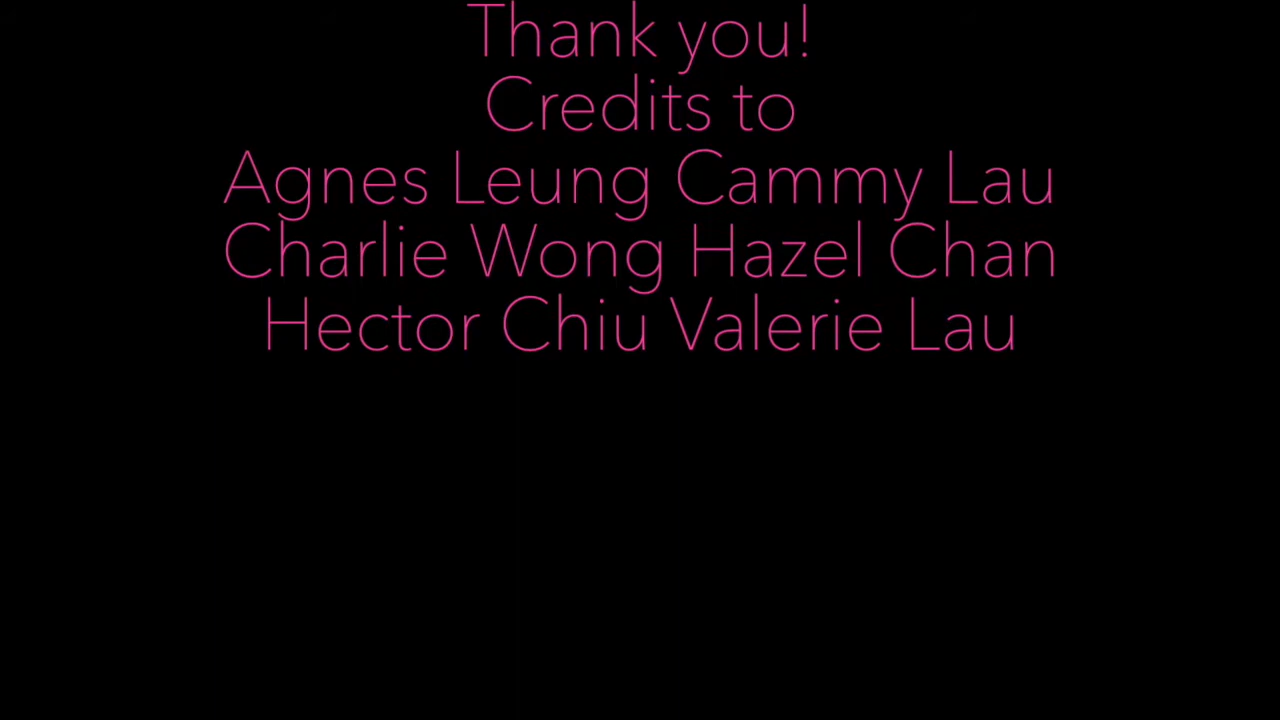 Thank you!
Credits to
Agnes Leung Cammy Lau
Charlie Wong Hazel Chan
Hector Chiu Valerie Lau